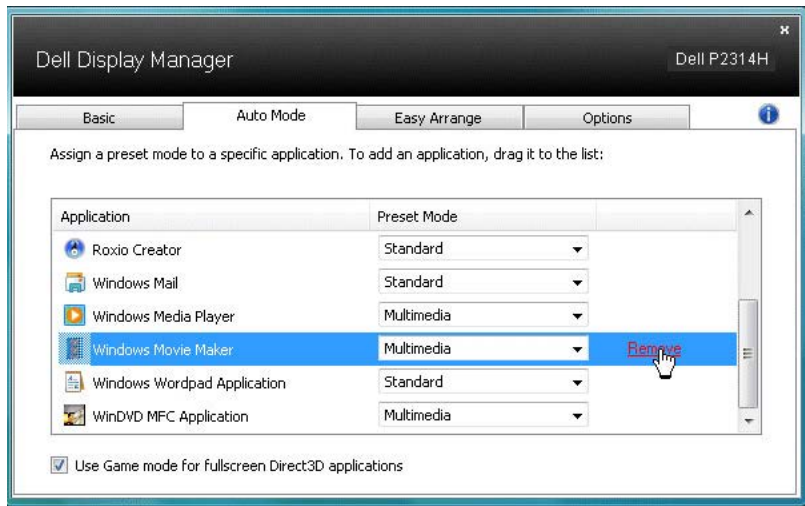 Dell Display Manager
Dell P2314H
Basic Auto Mode Easy Arrange Options
Assign a preset mode to a specific application. To add an application, drag it to the list:
Application Preset Mode
Roxio Creator Standard
Windows Mail Standard
Windows Media Player Multimedia
Windows Movie Maker Multimedia Remove
Windows Wordpad Application Standard
WinDVD MFC Application Multimedia
Use Game mode for fullscreen Direct3D applications